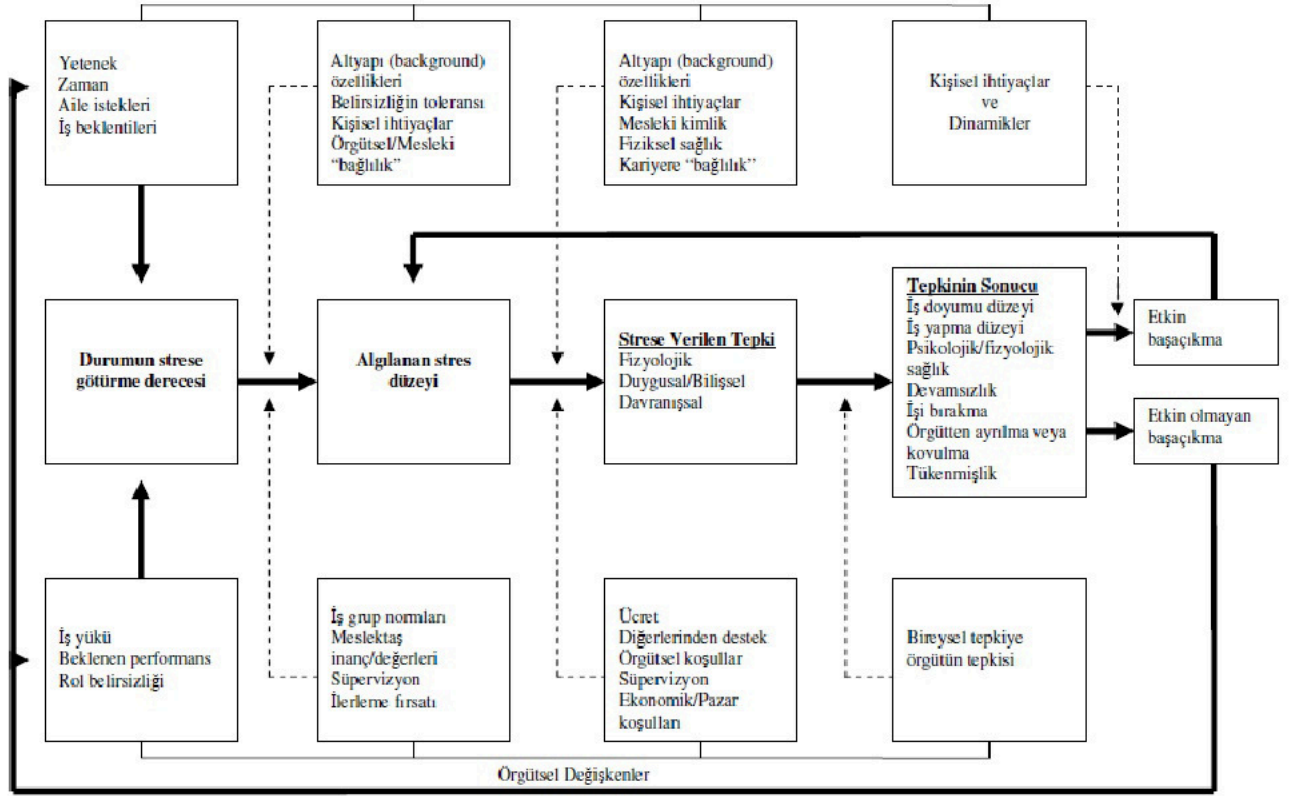 Yetenek
Zaman
Aile istekleri
İş beklentileri
Altyapı (background)
özellikleri
Belirsizliğin toleransı
Kişisel ihtiyaçlar
Örgütsel/Mesleki
“bağlılık”
Altyapı (background)
özellikleri
Kişisel ihtiyaçlar
Mesleki kimlik
Fiziksel sağlık
Kariyere “bağlılık’’
Kişisel ihtiyaçlar
ve
Dinamikler
Durumun strese
götürme derecesi
Algılanan stres
düzeyi
Strese Verilen Tepki
Fizyolojik
Duygusal/Bilişsel
Davranışsal
Tepkinin Sonucu
İş doyumu düzeyi
İş yapma düzeyi
Psikolojik/fizyolojik
sağlık
Devamsızlık
İşi bırakma
Örgütten ayrılma veya
kovulma
Tükenmişlik
Etkin
başaçıkma
Etkin olmayan
başaçıkma
İş yükü
Beklenen performans
Rol belirsizliği
İş grup normları
Meslektaş
inanç/değerleri
Süpervizyon
İlerleme fırsatı
Ücret
Diğerlerinden destek
Örgütsel koşullar
Süpervizyon
Ekonomik/Pazar
koşulları
Bireysel tepkiye
örgütün tepkisi
Örgütsel Değişkenler